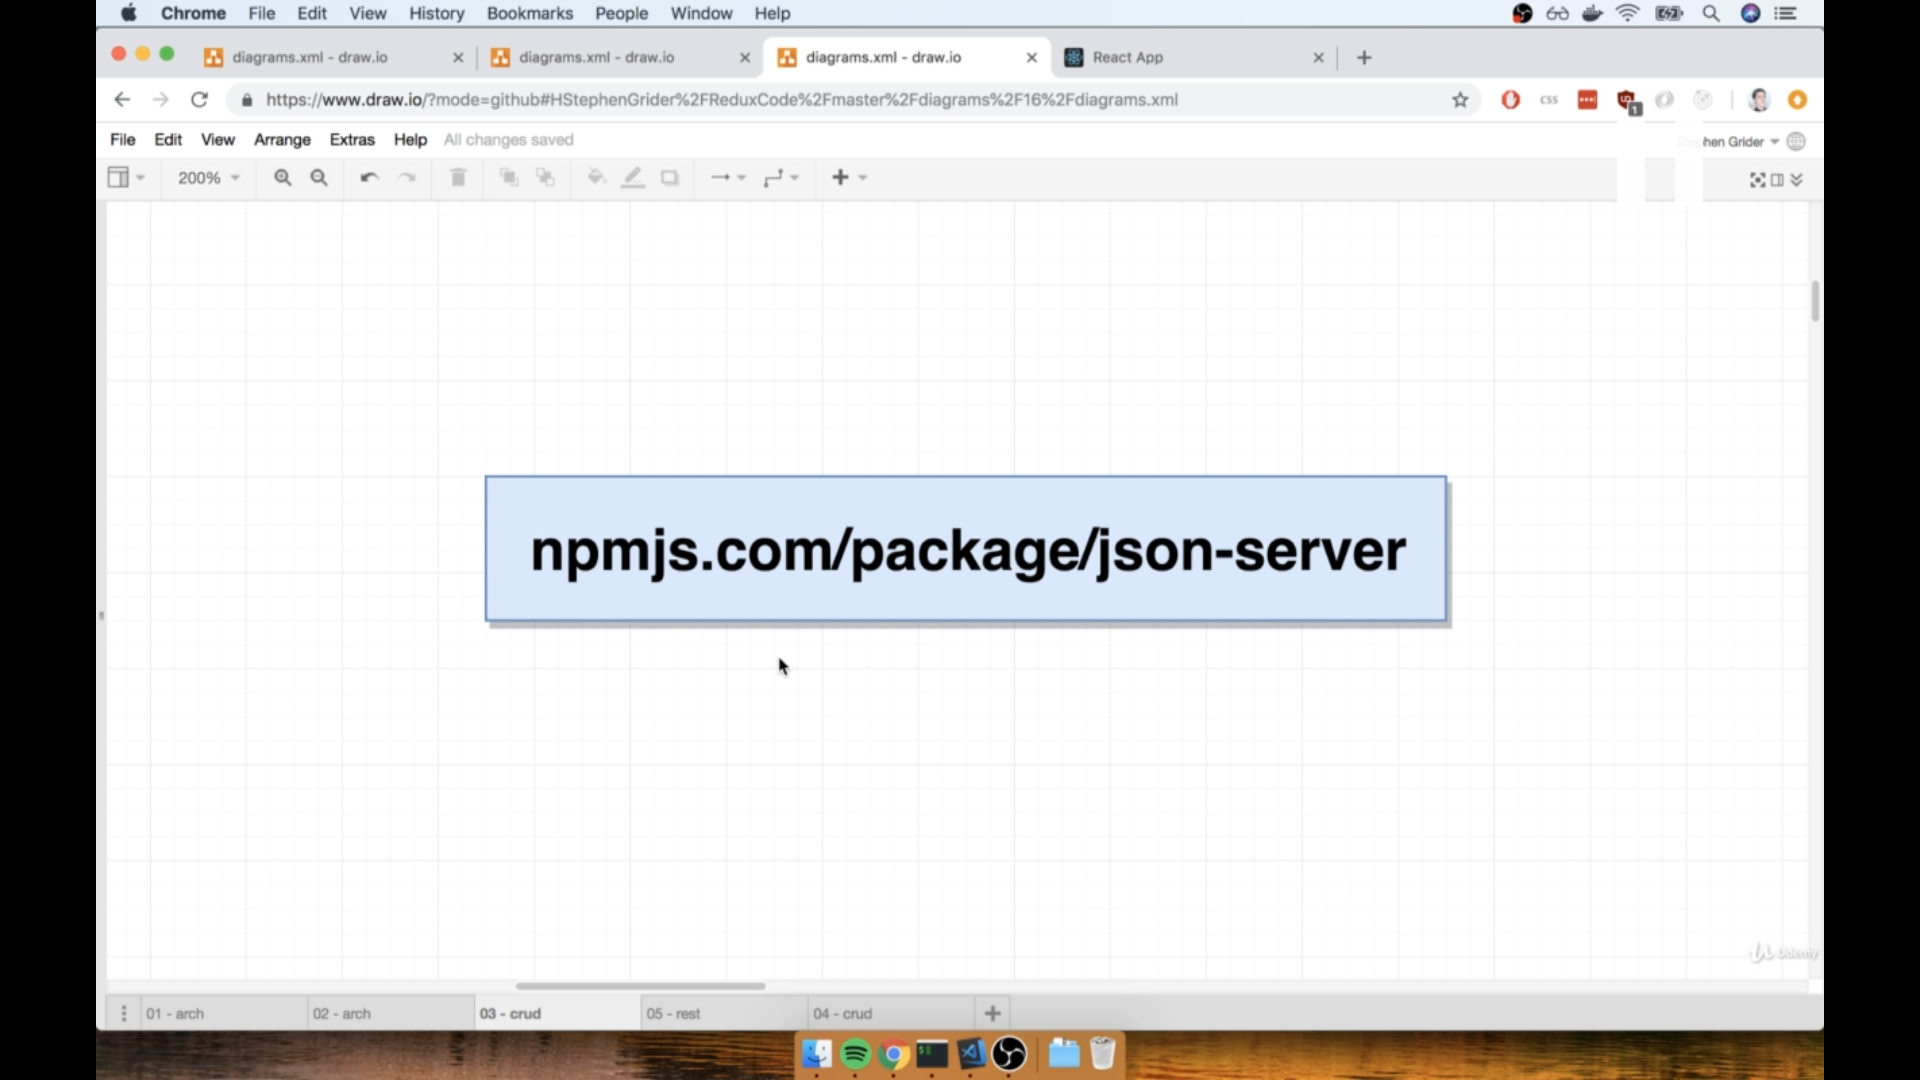 Chrome File Edit View History Bookmarks People Window Help
diagrams.xml - draw.io diagrams.xml - draw.io diagrams.xml - draw.io React App
https://www.draw.io/?mode=github#HStephenGrider%2FReduxCode%2Fmaster%2Fdiagrams%2F16%2Fdiagrams.xml
CSS
1
File Edit View Arrange Extras Help All changes saved
hen Grider
200%
npmjs.com/package/json-server
Udemy
01 - arch 02 - arch 03 - crud 05 - rest 04 - crud